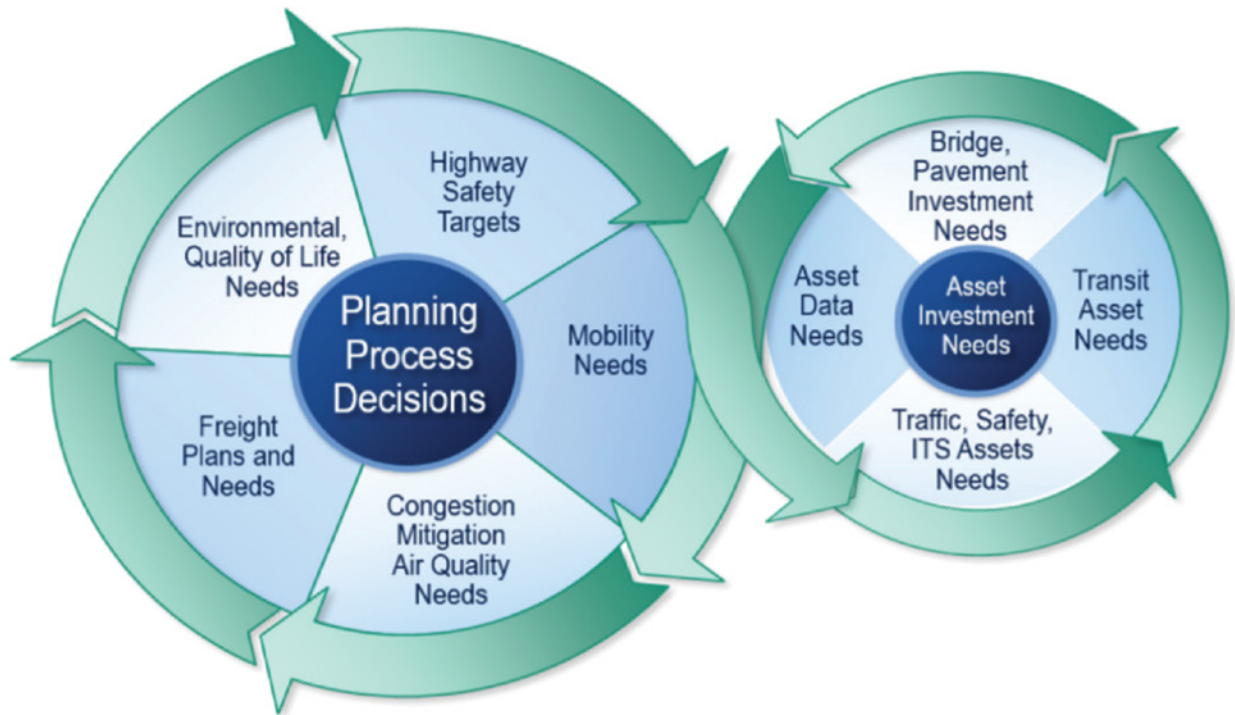 Planning
Process
Decisions
Highway
Safety
Targets
Mobility
Needs
Congestion
Mitigation
Air Quality
Needs
Freight
Plans and
Needs
Environmental,
Quality of Life
Needs
Asset
Investment
Needs
Bridge,
Pavement
Investment
Needs
Transit
Asset
Needs
Traffic, Safety,
ITS Assets
Needs
Asset
Data
Needs